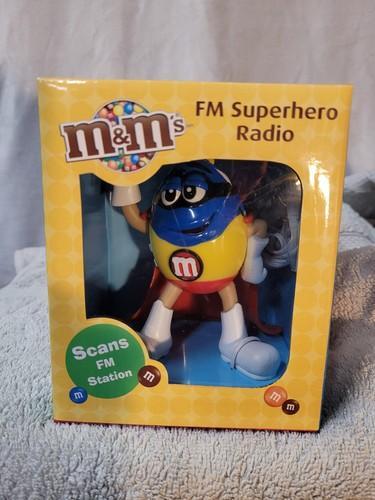 m&m's
FM Superhero
Radio
m
Scans
FM
Station
m
m
m
m